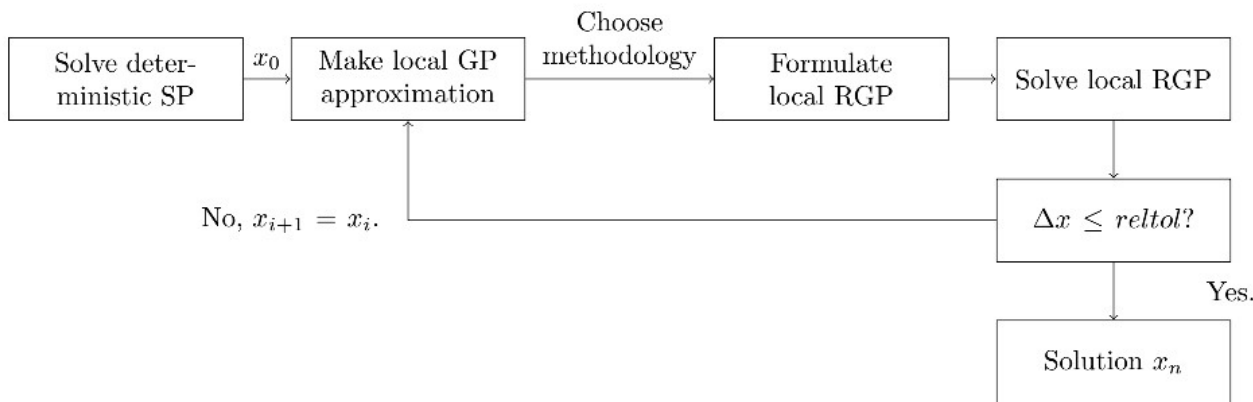 Solve deter-
ministic SP
x₀
Make local GP
approximation
Choose
methodology
Formulate
local RGP
Solve local RGP
Δx ≤ reltol?
No, xᵢ₊₁ = xᵢ.
Yes.
Solution xₙ